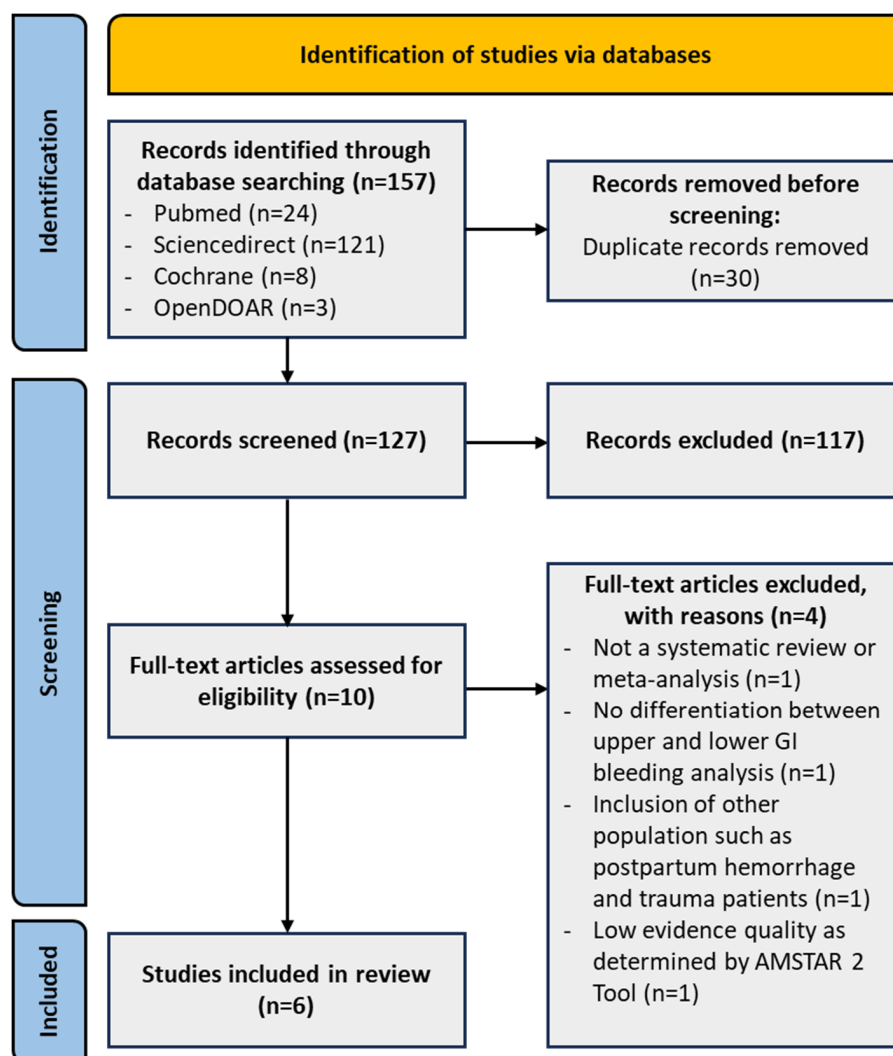 Identification of studies via databases
Identification
Records identified through
database searching (n=157)
- Pubmed (n=24)
- Sciencedirect (n=121)
- Cochrane (n=8)
- OpenDOAR (n=3)
Records removed before
screening:
Duplicate records removed
(n=30)
Screening
Records screened (n=127)
Records excluded (n=117)
Full-text articles assessed for
eligibility (n=10)
Full-text articles excluded,
with reasons (n=4)
- Not a systematic review or
meta-analysis (n=1)
- No differentiation between
upper and lower GI
bleeding analysis (n=1)
- Inclusion of other
population such as
postpartum hemorrhage
and trauma patients (n=1)
- Low evidence quality as
determined by AMSTAR 2
Tool (n=1)
Included
Studies included in review
(n=6)